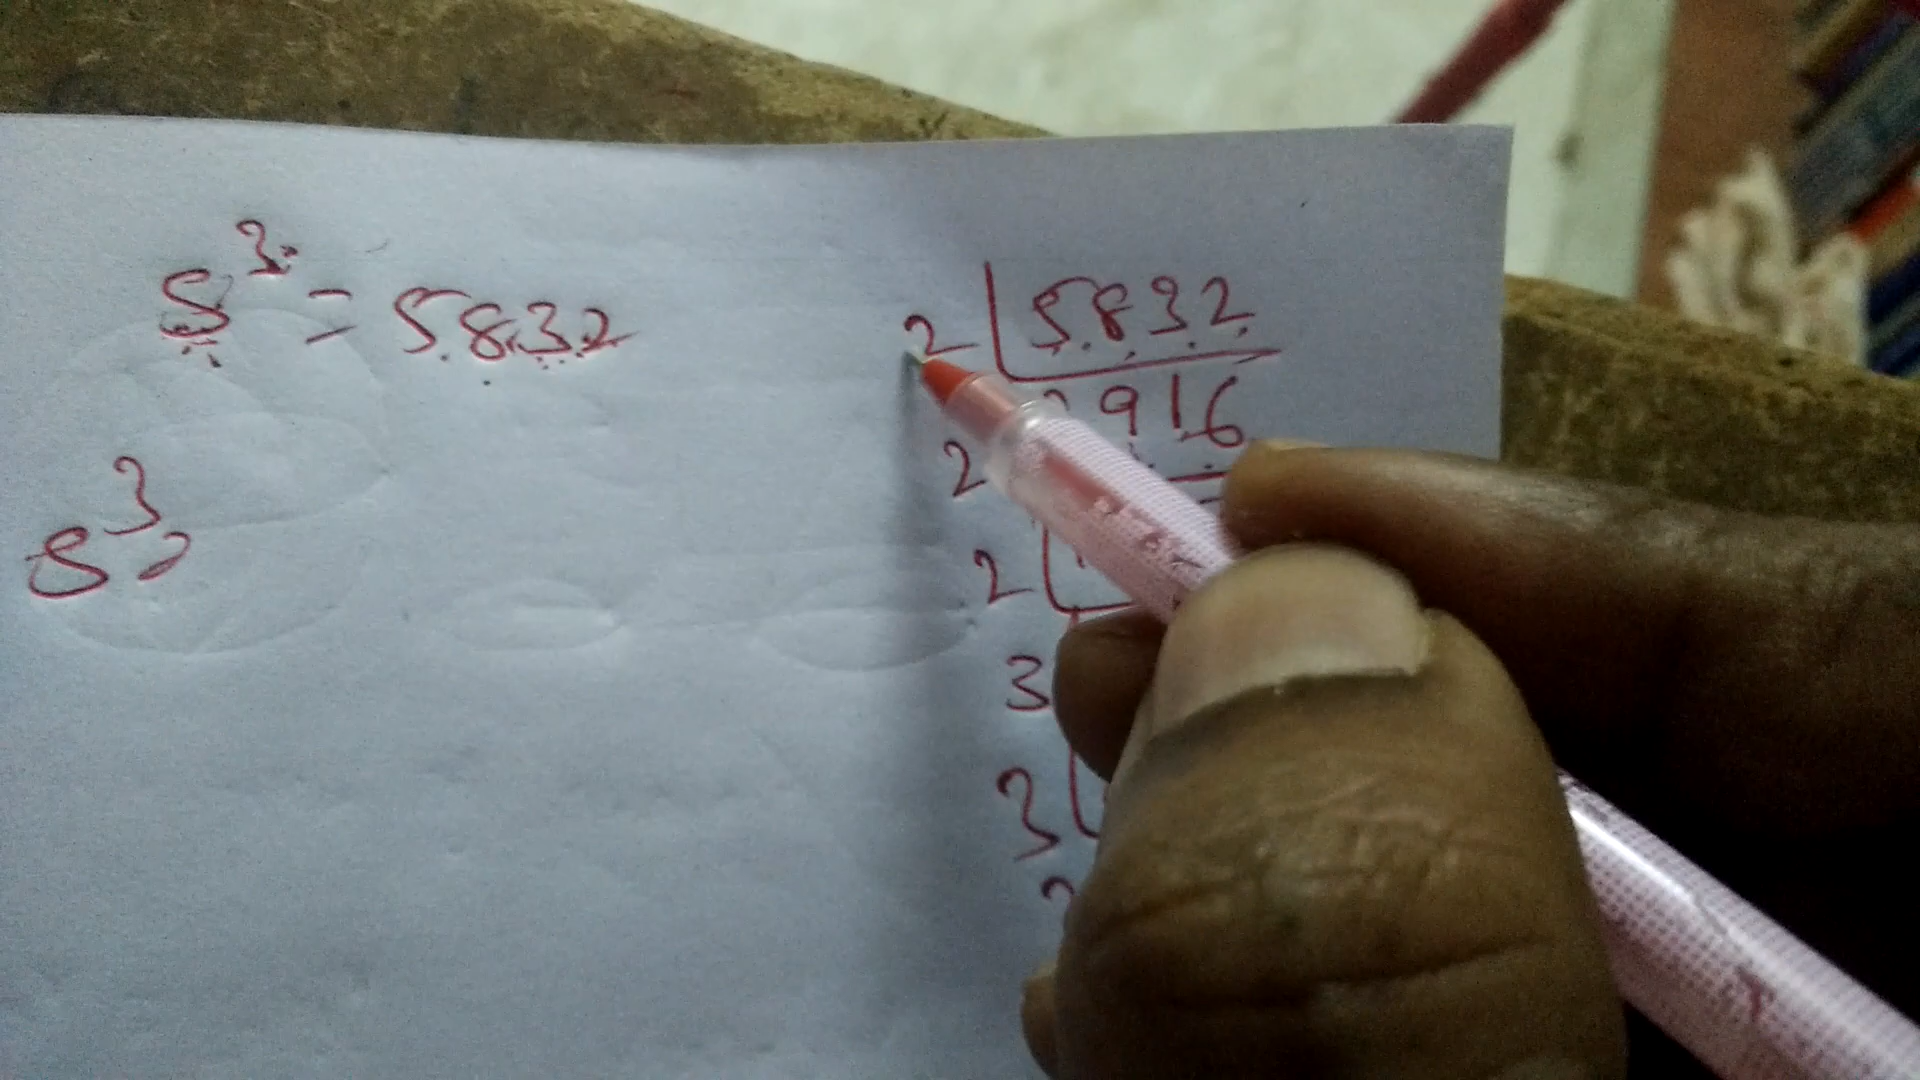 S³ = 5832
S³ =
2 | 5832
2 | 2916
2
3
3